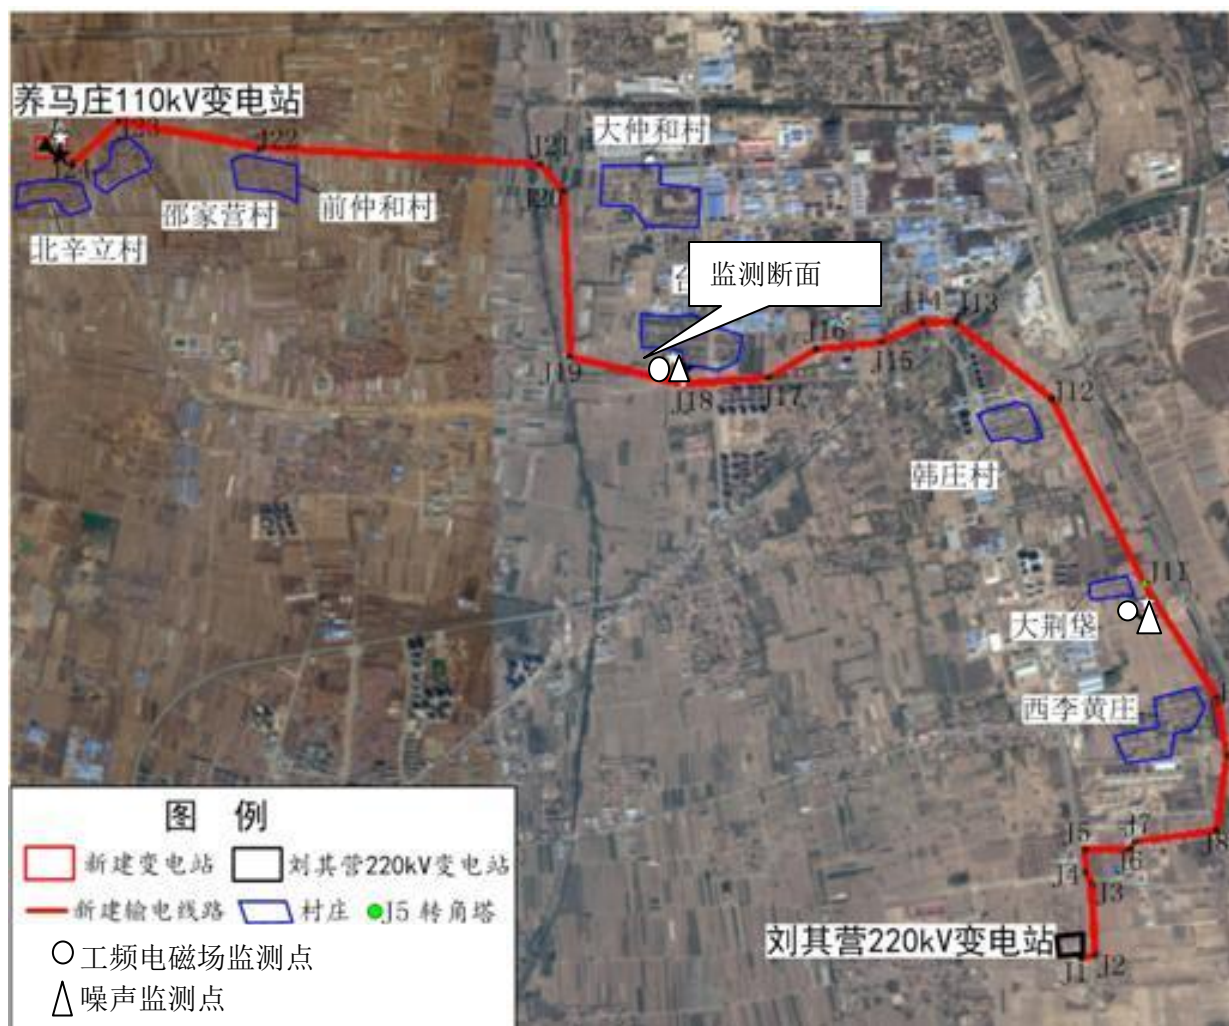 养马庄110kV变电站
J23
J22
J21
大仲和村
J20
邵家营村
前仲和村
北辛立村
监测断面
台
J14
J13
J16
J15
J19
J18
J17
J12
韩庄村
J11
大荆垡
西李黄庄
J5
J7
J6
J8
J4
J3
刘其营220kV变电站
J1
J2
图 例
新建变电站
刘其营220kV变电站
新建输电线路
村庄
J5 转角塔
工频电磁场监测点
噪声监测点